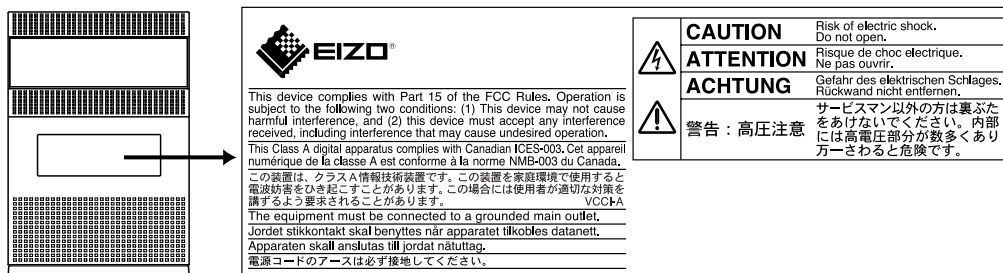 EIZO®
This device complies with Part 15 of the FCC Rules. Operation is
subject to the following two conditions: (1) This device may not cause
harmful interference, and (2) this device must accept any interference
received, including interference that may cause undesired operation.
This Class A digital apparatus complies with Canadian ICES-003. Cet appareil
numérique de la classe A est conforme à la norme NMB-003 du Canada.
この装置は、クラスA情報技術装置です。この装置を家庭環境で使用すると
電波妨害をひき起こすことがあります。この場合には使用者が適切な対策を
講ずるよう要求されることがあります。 VCCI-A
The equipment must be connected to a grounded main outlet.
Jordet stikkontakt skal benyttes når apparatet tilkobles datanett.
Apparaten skall anslutas till jordat nätuttag.
電源コードのアースは必ず接地してください。
CAUTION Risk of electric shock.
Do not open.
ATTENTION Risque de choc electrique.
Ne pas ouvrir.
ACHTUNG Gefahr des elektrischen Schlages.
Rückwand nicht entfernen.
警告:高圧注意 サービスマン以外の方は裏ぶた
をあけないでください。内部
には高電圧部分が数多くあり
万一さわると危険です。